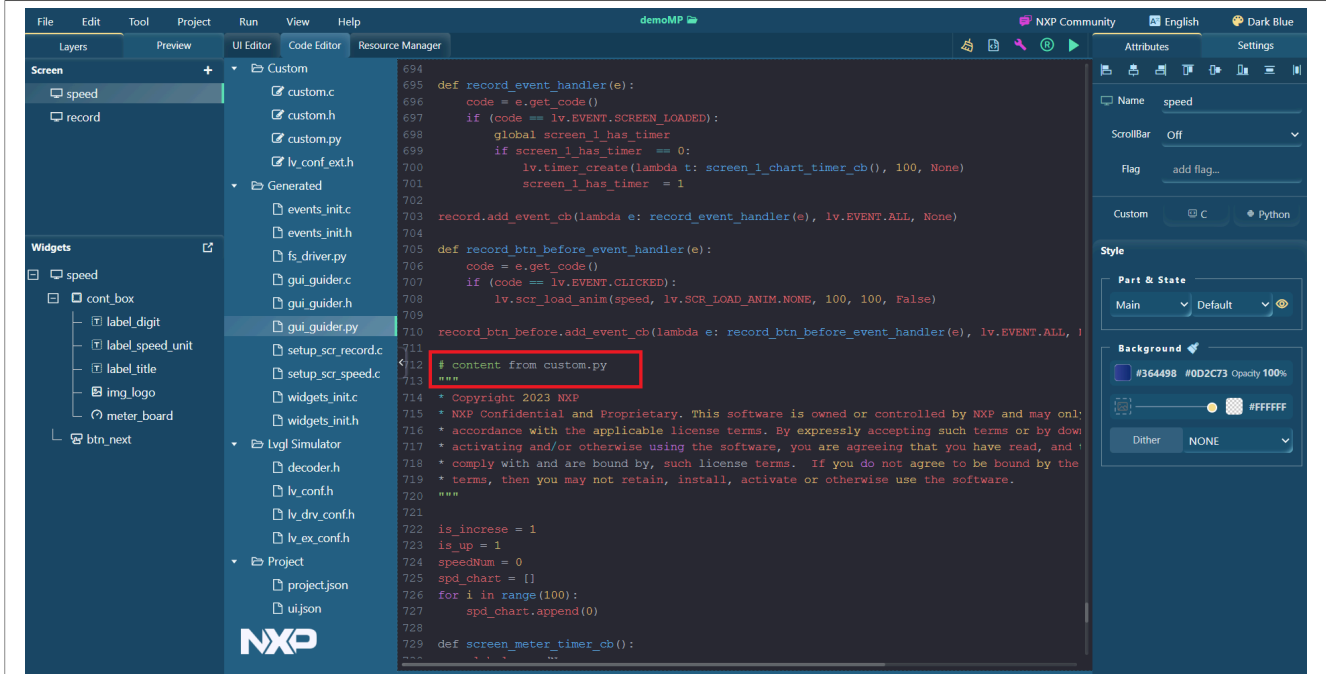 File Edit Tool Project Run View Help demoMP NXP Community English Dark Blue
Layers Preview UI Editor Code Editor Resource Manager Attributes Settings
Screen +
speed
record
Widgets
speed
cont_box
label_digit
label_speed_unit
label_title
img_logo
meter_board
btn_next
Custom
custom.c
custom.h
custom.py
lv_conf_ext.h
Generated
events_init.c
events_init.h
fs_driver.py
gui_guider.c
gui_guider.h
gui_guider.py
setup_scr_record.c
setup_scr_speed.c
widgets_init.c
widgets_init.h
Lvgl Simulator
decoder.h
lv_conf.h
lv_drv_conf.h
lv_ex_conf.h
Project
project.json
ui.json
NXP
694
695 def record_event_handler(e):
696 code = e.get_code()
697 if (code == lv.EVENT.SCREEN_LOADED):
698 global screen_1_has_timer
699 if screen_1_has_timer == 0:
700 lv.timer_create(lambda t: screen_1_chart_timer_cb(), 100, None)
701 screen_1_has_timer = 1
702
703 record.add_event_cb(lambda e: record_event_handler(e), lv.EVENT.ALL, None)
704
705 def record_btn_before_event_handler(e):
706 code = e.get_code()
707 if (code == lv.EVENT.CLICKED):
708 lv.scr_load_anim(speed, lv.SCR_LOAD_ANIM.NONE, 100, 100, False)
709
710 record_btn_before.add_event_cb(lambda e: record_btn_before_event_handler(e), lv.EVENT.ALL,
711
712 # content from custom.py
713 """
714 * Copyright 2023 NXP
715 * NXP Confidential and Proprietary. This software is owned or controlled by NXP and may only
716 * accordance with the applicable license terms. By expressly accepting such terms or by down
717 * activating and/or otherwise using the software, you are agreeing that you have read, and
718 * comply with and are bound by, such license terms. If you do not agree to be bound by the
719 * terms, then you may not retain, install, activate or otherwise use the software.
720 """
721
722 is_increse = 1
723 is_up = 1
724 speedNum = 0
725 spd_chart = []
726 for i in range(100):
727 spd_chart.append(0)
728
729 def screen_meter_timer_cb():
Name speed
ScrollBar Off
Flag add flag...
Custom C Python
Style
Part & State
Main Default
Background
#364498 #0D2C73 Opacity 100%
#FFFFFF
Dither NONE